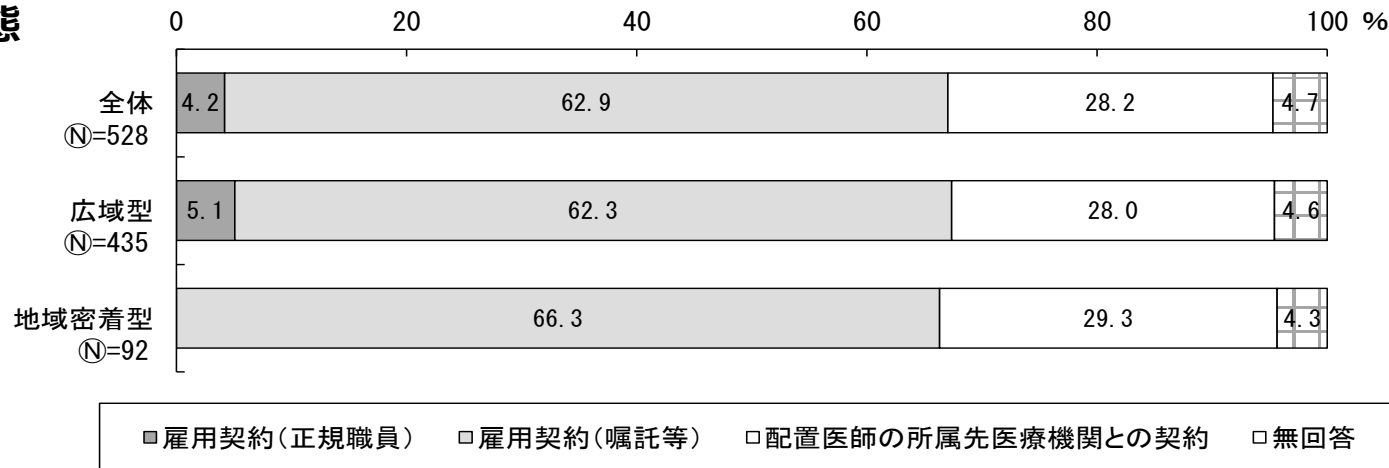 態
0 20 40 60 80 100 %
全体
Ⓝ=528
4.2 62.9 28.2 4.7
広域型
Ⓝ=435
5.1 62.3 28.0 4.6
地域密着型
Ⓝ=92
66.3 29.3 4.3
雇用契約(正規職員) 雇用契約(嘱託等) 配置医師の所属先医療機関との契約 無回答